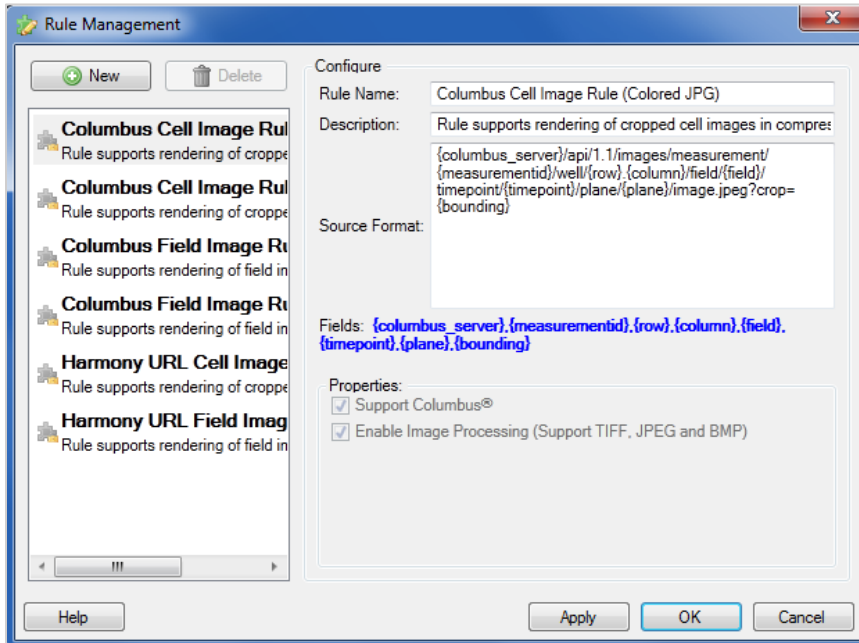 Rule Management
New
Delete
Columbus Cell Image Rul
Rule supports rendering of croppe
Columbus Cell Image Rul
Rule supports rendering of croppe
Columbus Field Image Ru
Rule supports rendering of field in
Columbus Field Image Ru
Rule supports rendering of field in
Harmony URL Cell Image
Rule supports rendering of croppe
Harmony URL Field Imag
Rule supports rendering of field in
Configure
Rule Name: Columbus Cell Image Rule (Colored JPG)
Description: Rule supports rendering of cropped cell images in compres
Source Format:
{columbus_server}/api/1.1/images/measurement/
{measurementid}/well/{row}.{column}/field/{field}/
timepoint/{timepoint}/plane/{plane}/image.jpeg?crop=
{bounding}
Fields: {columbus_server},{measurementid},{row},{column},{field},
{timepoint},{plane},{bounding}
Properties:
Support Columbus®
Enable Image Processing (Support TIFF, JPEG and BMP)
Help
Apply
OK
Cancel